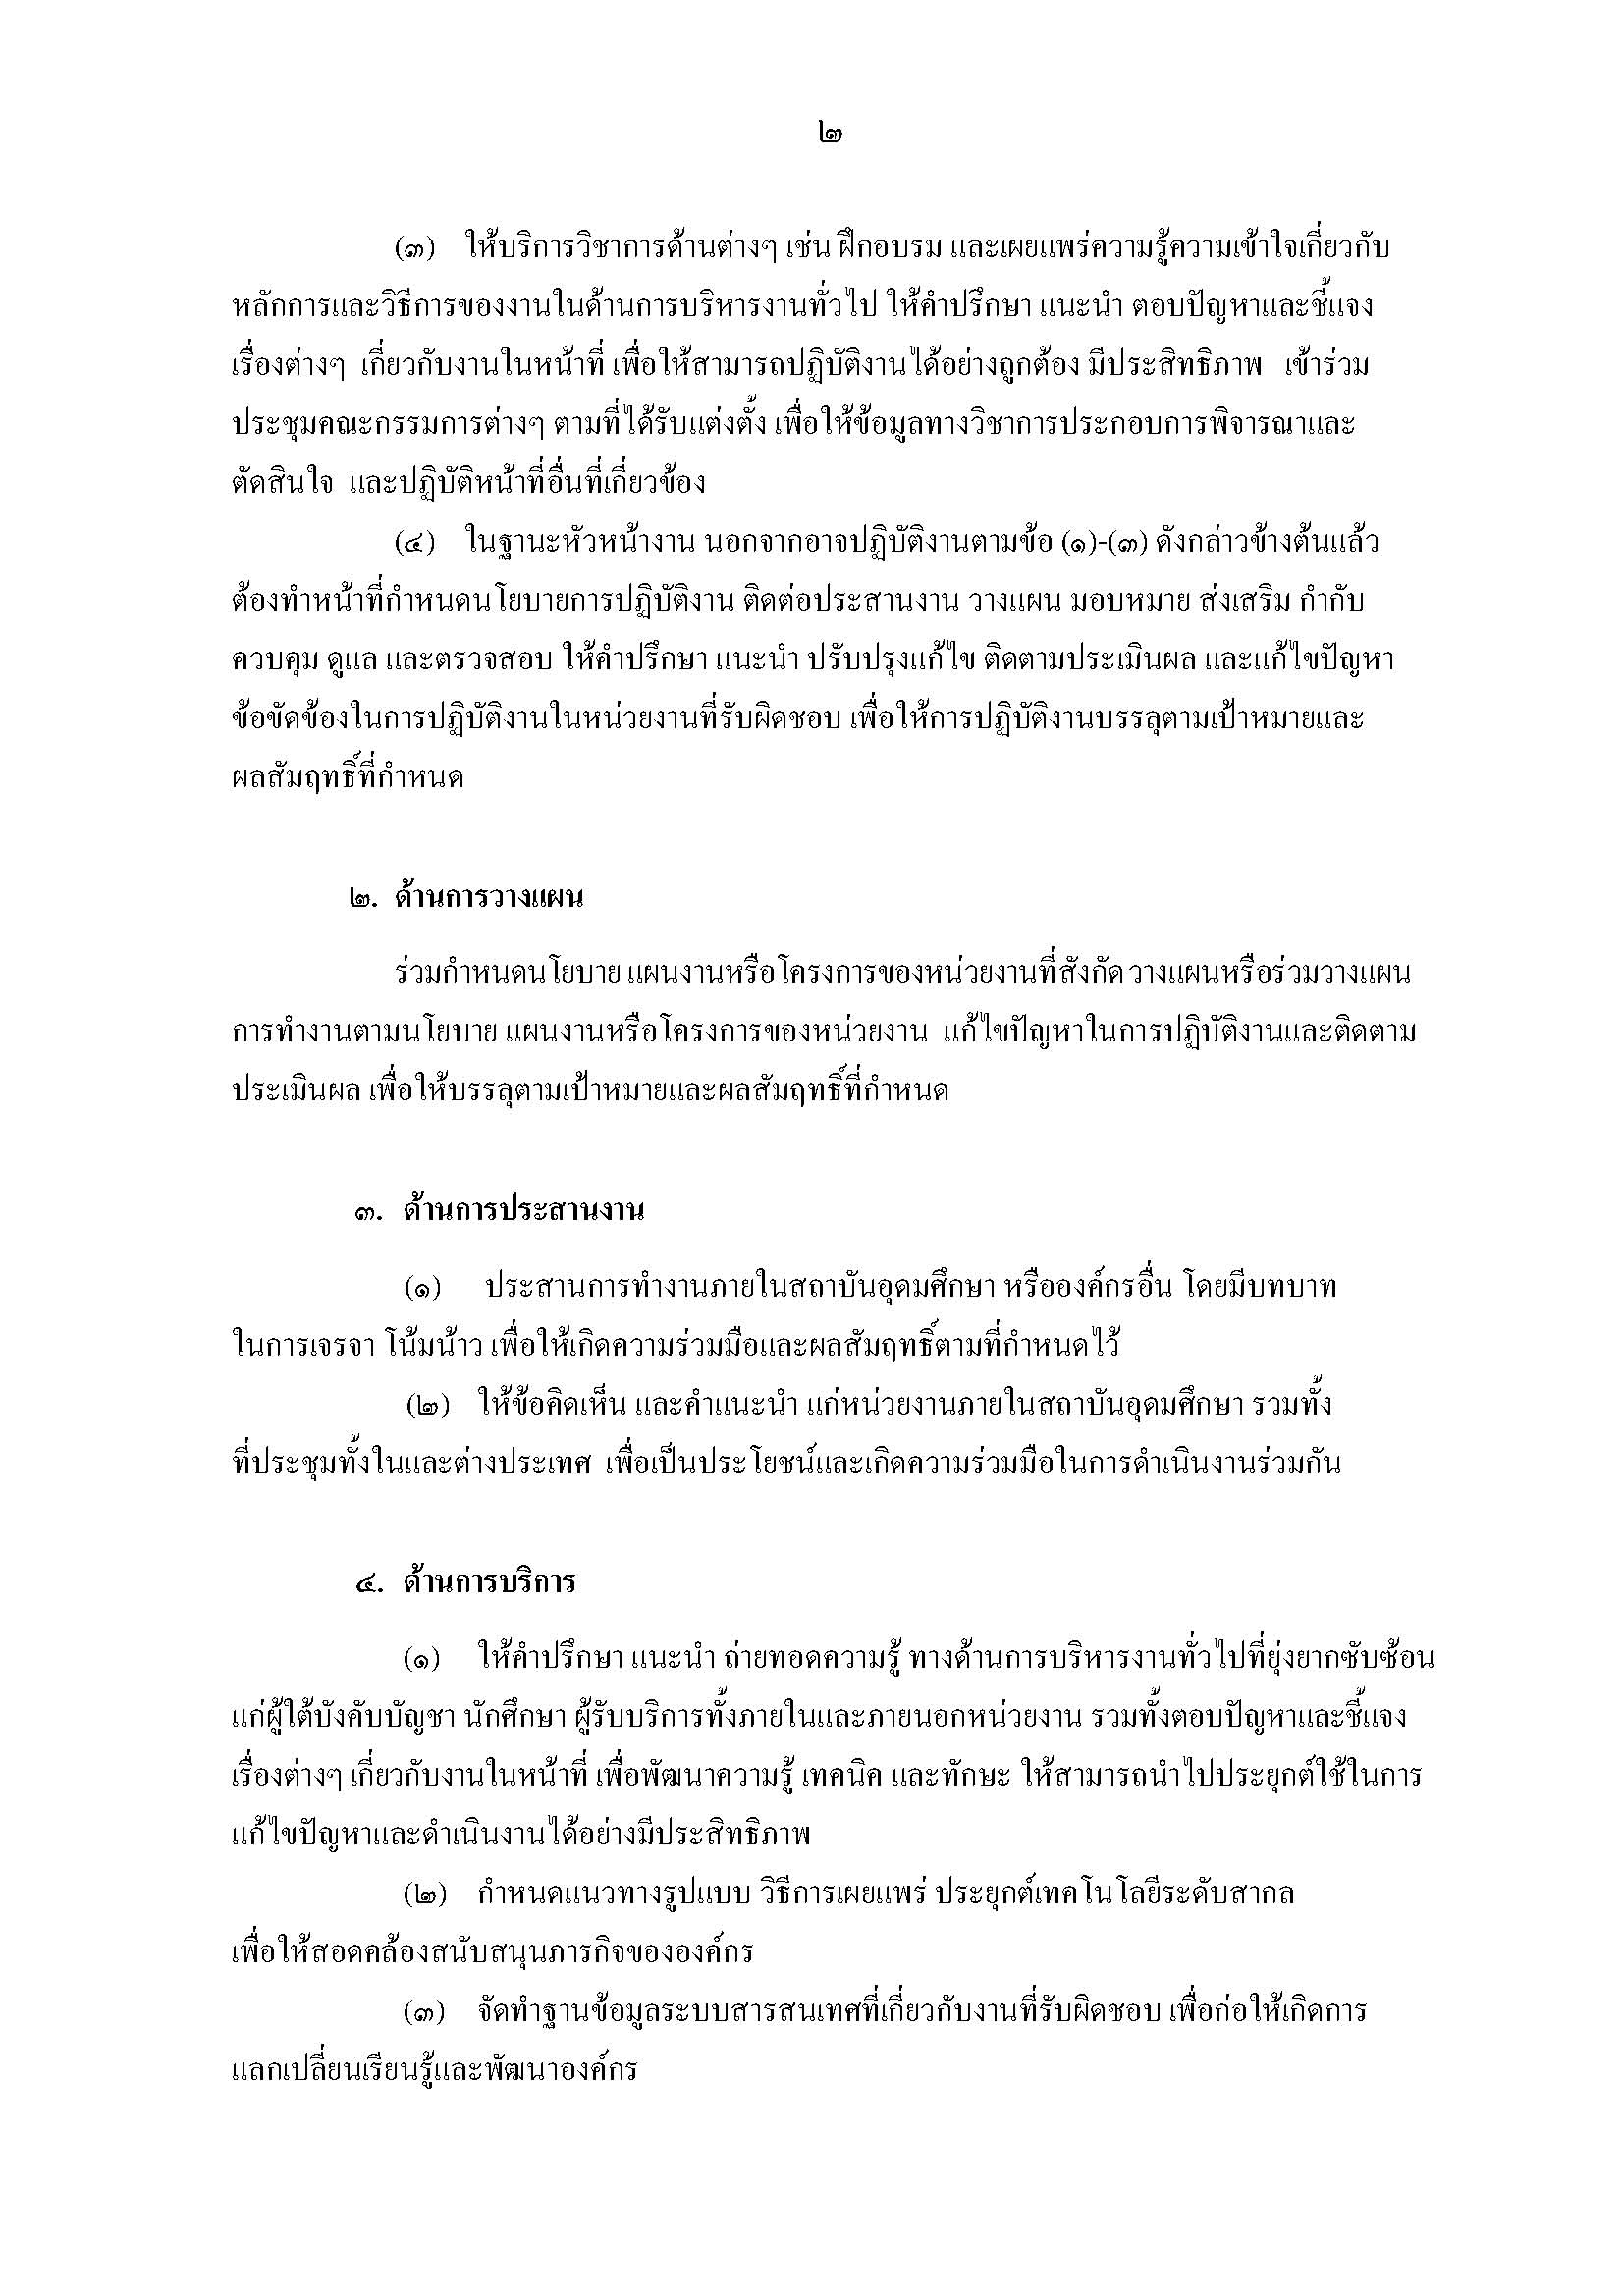 ๒
(๓) ให้บริการวิชาการด้านต่างๆ เช่น ฝึกอบรม และเผยแพร่ความรู้ความเข้าใจเกี่ยวกับ
หลักการและวิธีการของงานในด้านการบริหารงานทั่วไป ให้คำปรึกษา แนะนำ ตอบปัญหาและชี้แจง
เรื่องต่างๆ เกี่ยวกับงานในหน้าที่ เพื่อให้สามารถปฏิบัติงานได้อย่างถูกต้อง มีประสิทธิภาพ เข้าร่วม
ประชุมคณะกรรมการต่างๆ ตามที่ได้รับแต่งตั้ง เพื่อให้ข้อมูลทางวิชาการประกอบการพิจารณาและ
ตัดสินใจ และปฏิบัติหน้าที่อื่นที่เกี่ยวข้อง
(๔) ในฐานะหัวหน้างาน นอกจากอาจปฏิบัติงานตามข้อ (๑)-(๓) ดังกล่าวข้างต้นแล้ว
ต้องทำหน้าที่กำหนดนโยบายการปฏิบัติงาน ติดต่อประสานงาน วางแผน มอบหมาย ส่งเสริม กำกับ
ควบคุม ดูแล และตรวจสอบ ให้คำปรึกษา แนะนำ ปรับปรุงแก้ไข ติดตามประเมินผล และแก้ไขปัญหา
ข้อขัดข้องในการปฏิบัติงานในหน่วยงานที่รับผิดชอบ เพื่อให้การปฏิบัติงานบรรลุตามเป้าหมายและ
ผลสัมฤทธิ์ที่กำหนด
๒. ด้านการวางแผน
ร่วมกำหนดนโยบาย แผนงานหรือโครงการของหน่วยงานที่สังกัด วางแผนหรือร่วมวางแผน
การทำงานตามนโยบาย แผนงานหรือโครงการของหน่วยงาน แก้ไขปัญหาในการปฏิบัติงานและติดตาม
ประเมินผล เพื่อให้บรรลุตามเป้าหมายและผลสัมฤทธิ์ที่กำหนด
๓. ด้านการประสานงาน
(๑) ประสานการทำงานภายในสถาบันอุดมศึกษา หรือองค์กรอื่น โดยมีบทบาท
ในการเจรจา โน้มน้าว เพื่อให้เกิดความร่วมมือและผลสัมฤทธิ์ตามที่กำหนดไว้
(๒) ให้ข้อคิดเห็น และคำแนะนำ แก่หน่วยงานภายในสถาบันอุดมศึกษา รวมทั้ง
ที่ประชุมทั้งในและต่างประเทศ เพื่อเป็นประโยชน์และเกิดความร่วมมือในการดำเนินงานร่วมกัน
๔. ด้านการบริการ
(๑) ให้คำปรึกษา แนะนำ ถ่ายทอดความรู้ ทางด้านการบริหารงานทั่วไปที่ยุ่งยากซับซ้อน
แก่ผู้ใต้บังคับบัญชา นักศึกษา ผู้รับบริการทั้งภายในและภายนอกหน่วยงาน รวมทั้งตอบปัญหาและชี้แจง
เรื่องต่างๆ เกี่ยวกับงานในหน้าที่ เพื่อพัฒนาความรู้ เทคนิค และทักษะ ให้สามารถนำไปประยุกต์ใช้ในการ
แก้ไขปัญหาและดำเนินงานได้อย่างมีประสิทธิภาพ
(๒) กำหนดแนวทางรูปแบบ วิธีการเผยแพร่ ประยุกต์เทคโนโลยีระดับสากล
เพื่อให้สอดคล้องสนับสนุนภารกิจขององค์กร
(๓) จัดทำฐานข้อมูลระบบสารสนเทศที่เกี่ยวกับงานที่รับผิดชอบ เพื่อก่อให้เกิดการ
แลกเปลี่ยนเรียนรู้และพัฒนาองค์กร